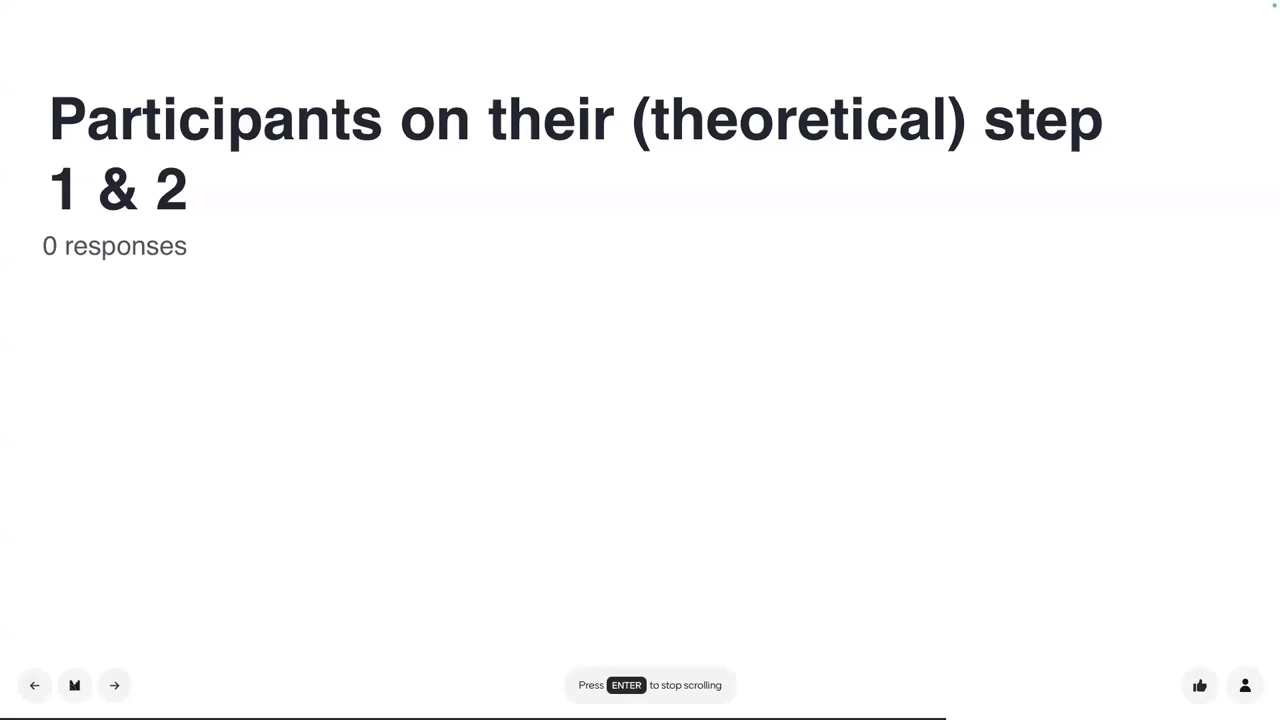 Participants on their (theoretical) step
1 & 2
0 responses
Press ENTER to stop scrolling